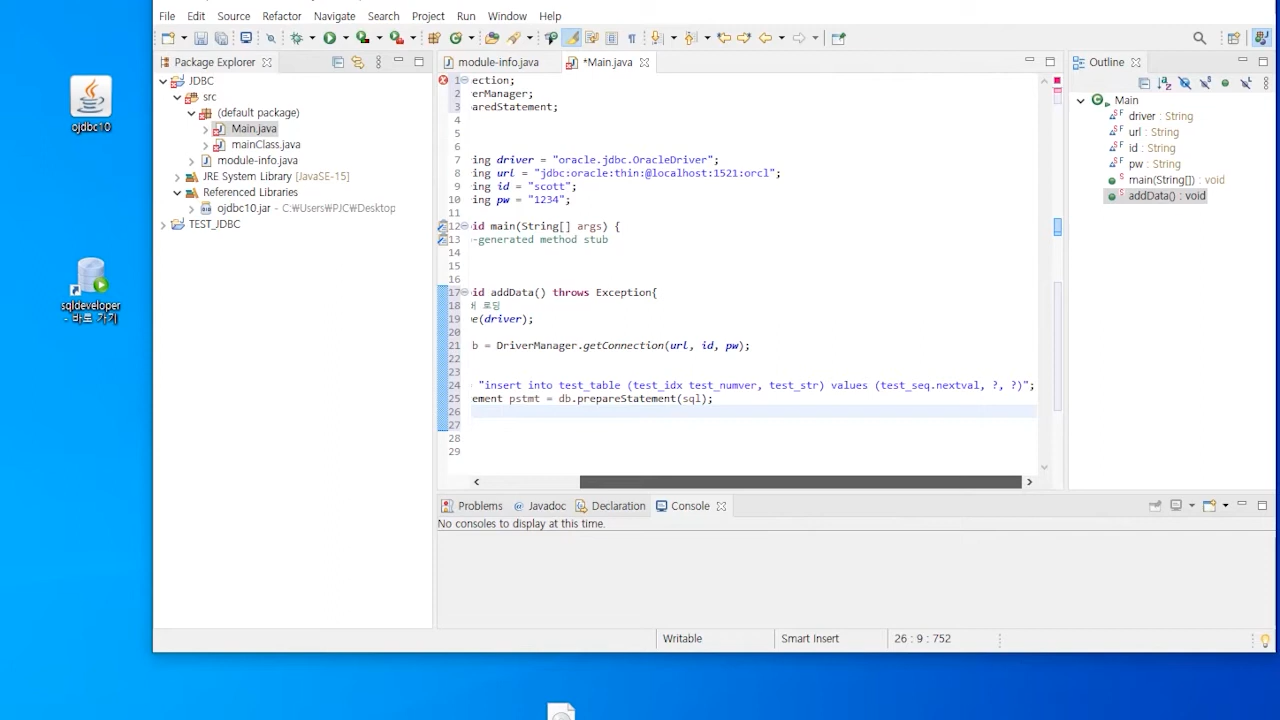 File Edit Source Refactor Navigate Search Project Run Window Help
Package Explorer
module-info.java
*Main.java
Outline
JDBC
src
(default package)
Main.java
mainClass.java
module-info.java
JRE System Library [JavaSE-15]
Referenced Libraries
ojdbc10.jar - C:₩Users₩PJC₩Desktop
TEST_JDBC
ojdbc10
sqldeveloper
- 바로 가기
1 ection;
2 erManager;
3 aredStatement;
4
5
6
7 ing driver = "oracle.jdbc.OracleDriver";
8 ing url = "jdbc:oracle:thin:@localhost:1521:orcl";
9 ing id = "scott";
10 ing pw = "1234";
11
12 id main(String[] args) {
13 -generated method stub
14
15
16
17 id addData() throws Exception{
18 로딩
19 e(driver);
20
21 b = DriverManager.getConnection(url, id, pw);
22
23
24 "insert into test_table (test_idx test_numver, test_str) values (test_seq.nextval, ?, ?)";
25 ement pstmt = db.prepareStatement(sql);
26
27
28
29
Main
driver : String
url : String
id : String
pw : String
main(String[]) : void
addData() : void
Problems
@ Javadoc
Declaration
Console
No consoles to display at this time.
Writable
Smart Insert
26 : 9 : 752